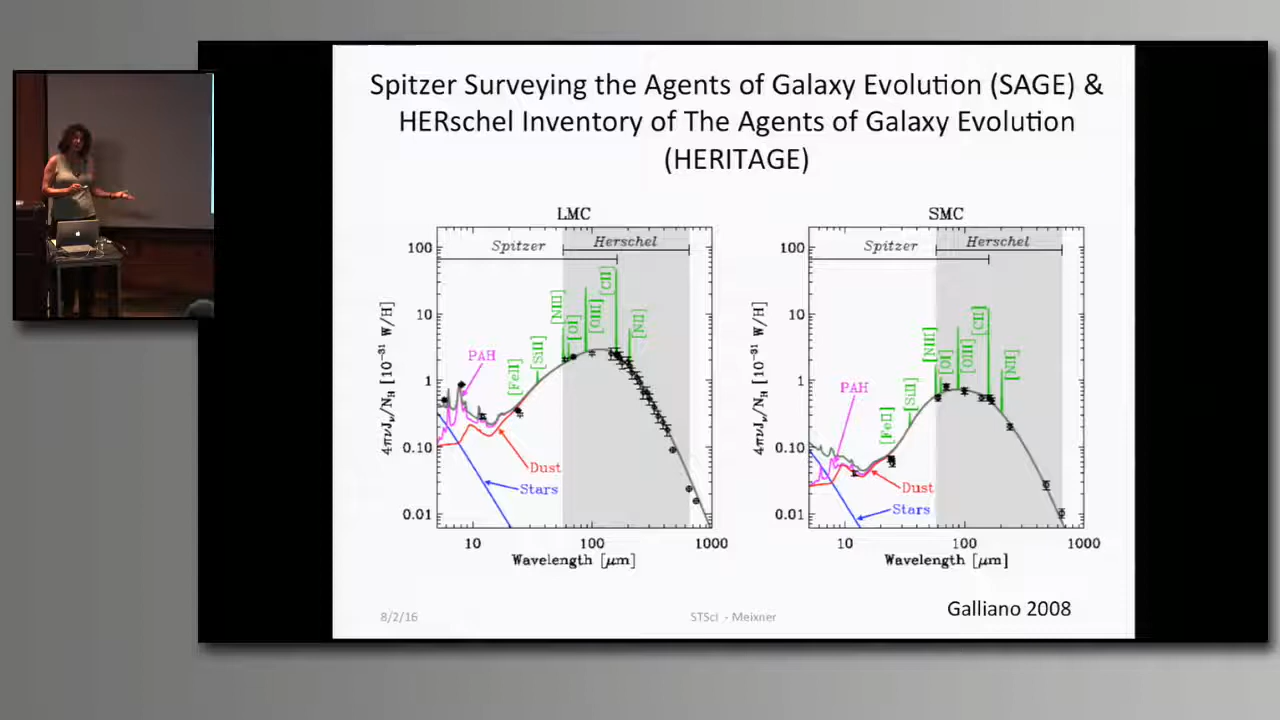 Spitzer Surveying the Agents of Galaxy Evolution (SAGE) &
HERschel Inventory of The Agents of Galaxy Evolution
(HERITAGE)
LMC
Spitzer
Herschel
100
10
1
0.10
0.01
4πνJν/NH [10⁻³¹ W/H]
PAH
[FeII]
[SiII]
[NIII]
[OI]
[OIII]
[CII]
[NII]
Dust
Stars
10
100
1000
Wavelength [μm]
SMC
Spitzer
Herschel
100
10
1
0.10
0.01
4πνJν/NH [10⁻³¹ W/H]
PAH
[FeII]
[SiII]
[NIII]
[OI]
[OIII]
[CII]
[NII]
Dust
Stars
10
100
1000
Wavelength [μm]
Galliano 2008
8/2/16
STScI - Meixner